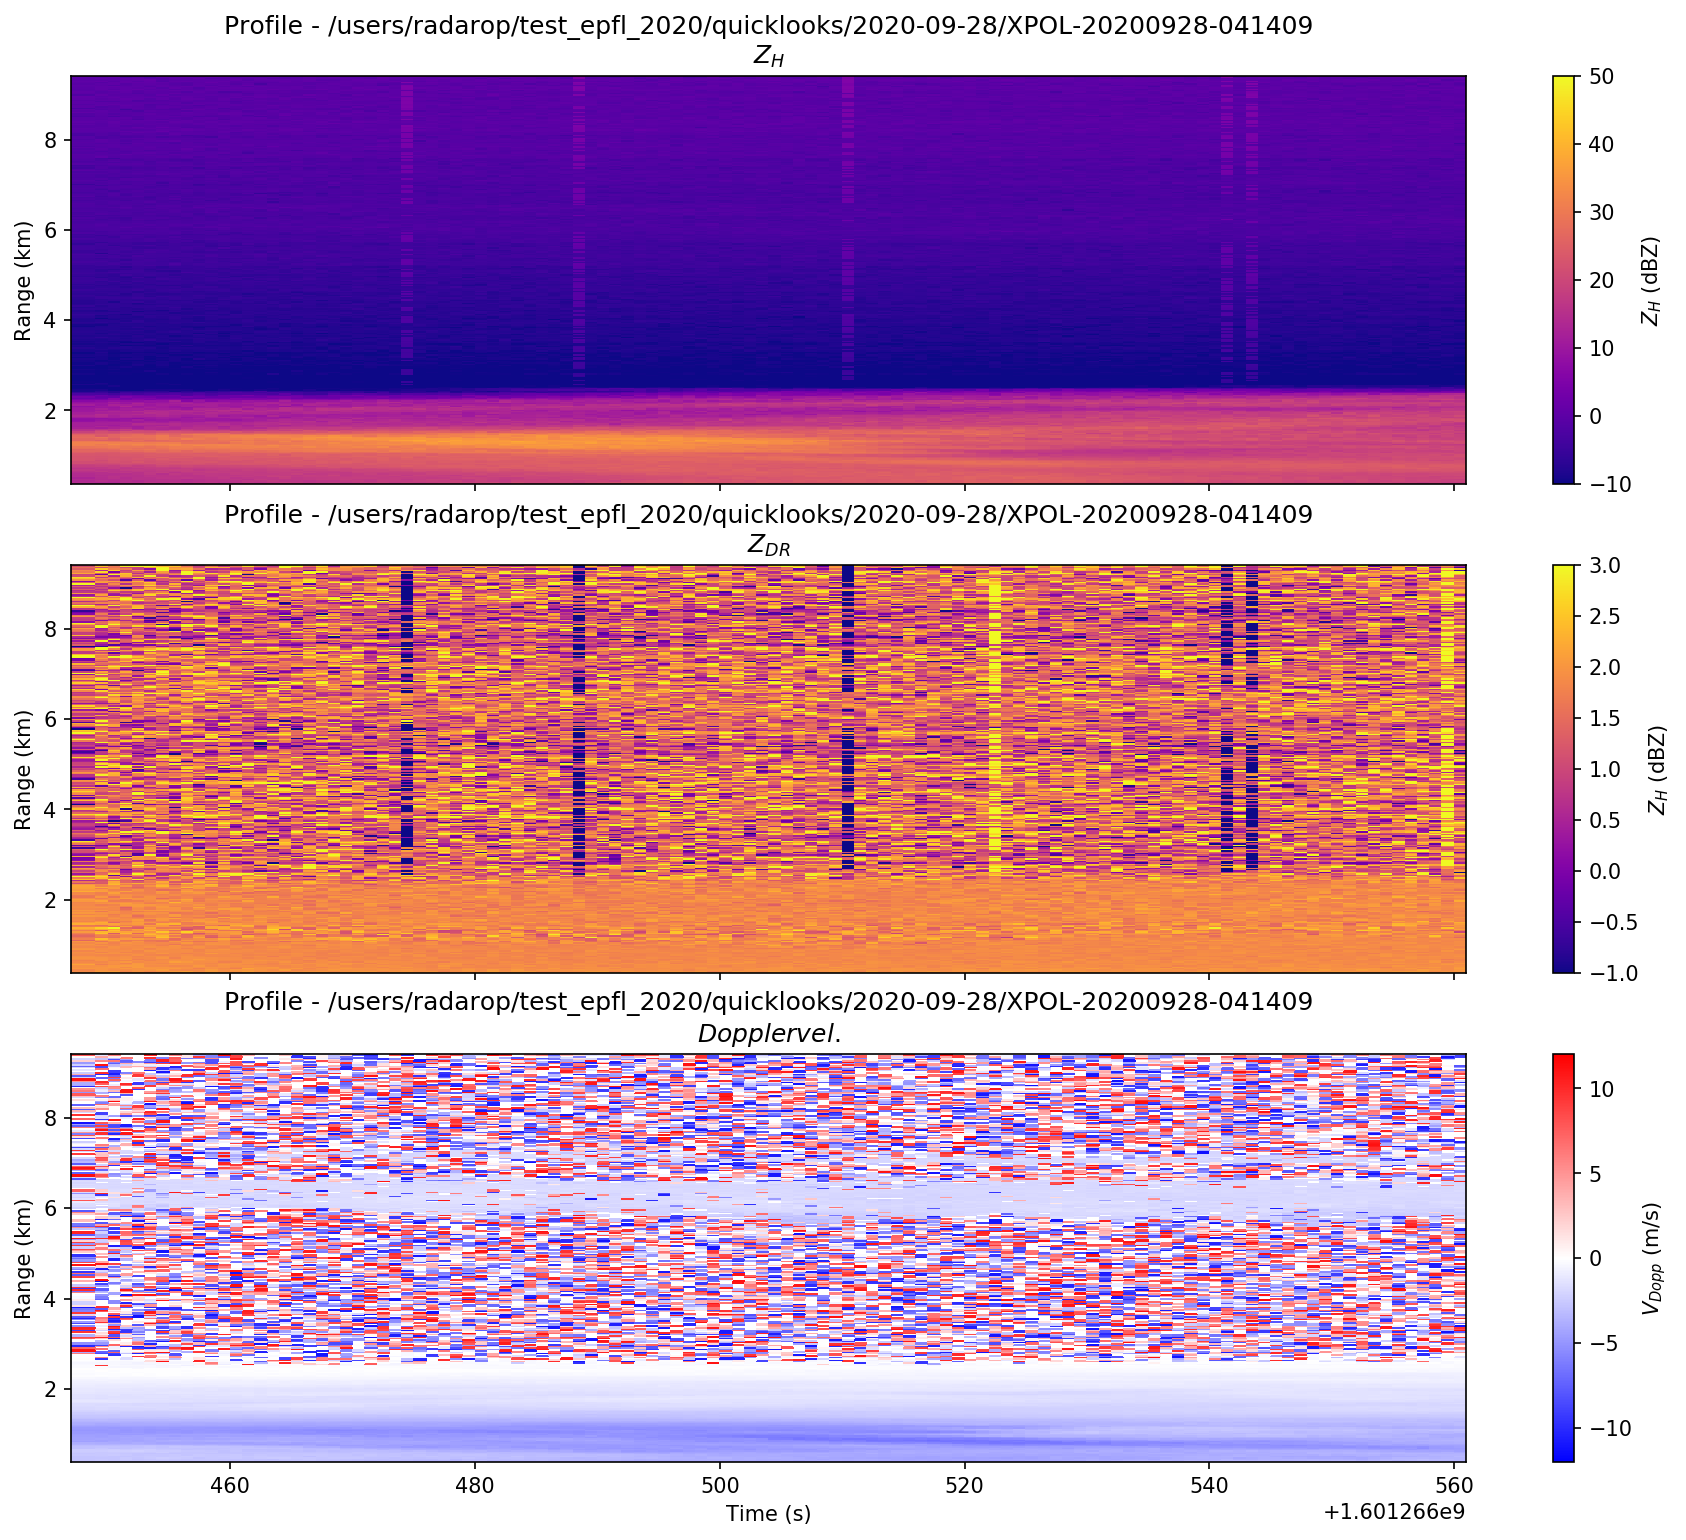 Profile - /users/radarop/test_epfl_2020/quicklooks/2020-09-28/XPOL-20200928-041409
Z_H
8
6
4
2
Range (km)
50
40
30
20
10
0
−10
Z_H (dBZ)
Profile - /users/radarop/test_epfl_2020/quicklooks/2020-09-28/XPOL-20200928-041409
Z_DR
8
6
4
2
Range (km)
3.0
2.5
2.0
1.5
1.0
0.5
0.0
−0.5
−1.0
Z_H (dBZ)
Profile - /users/radarop/test_epfl_2020/quicklooks/2020-09-28/XPOL-20200928-041409
Dopplervel.
8
6
4
2
Range (km)
10
5
0
−5
−10
V_Dopp (m/s)
460 480 500 520 540 560
Time (s)
+1.601266e9